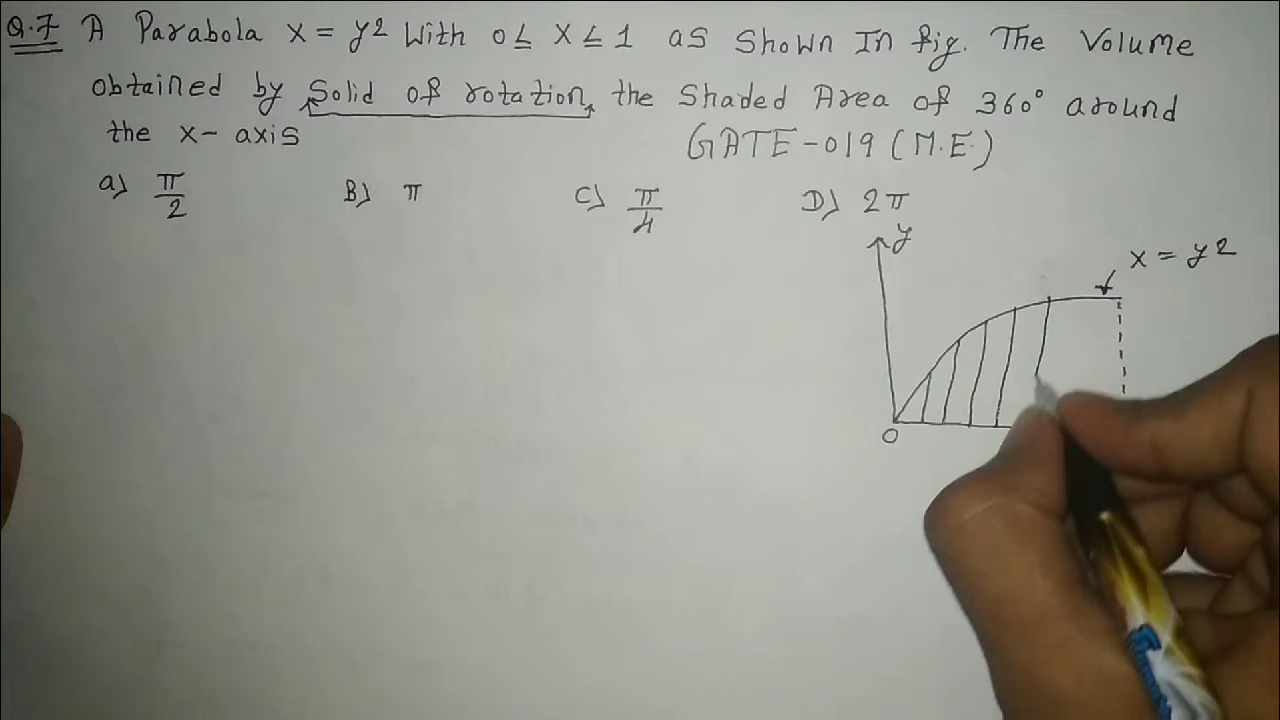 Q.7 A Parabola x = y2 With 0 ≤ x ≤ 1 as Shown In fig. The Volume
obtained by Solid of rotation, the Shaded Area of 360° around
the x- axis
GATE-019 (M.E.)
a) π/2 B) π C) π/4 D) 2π
y
x = y2
0